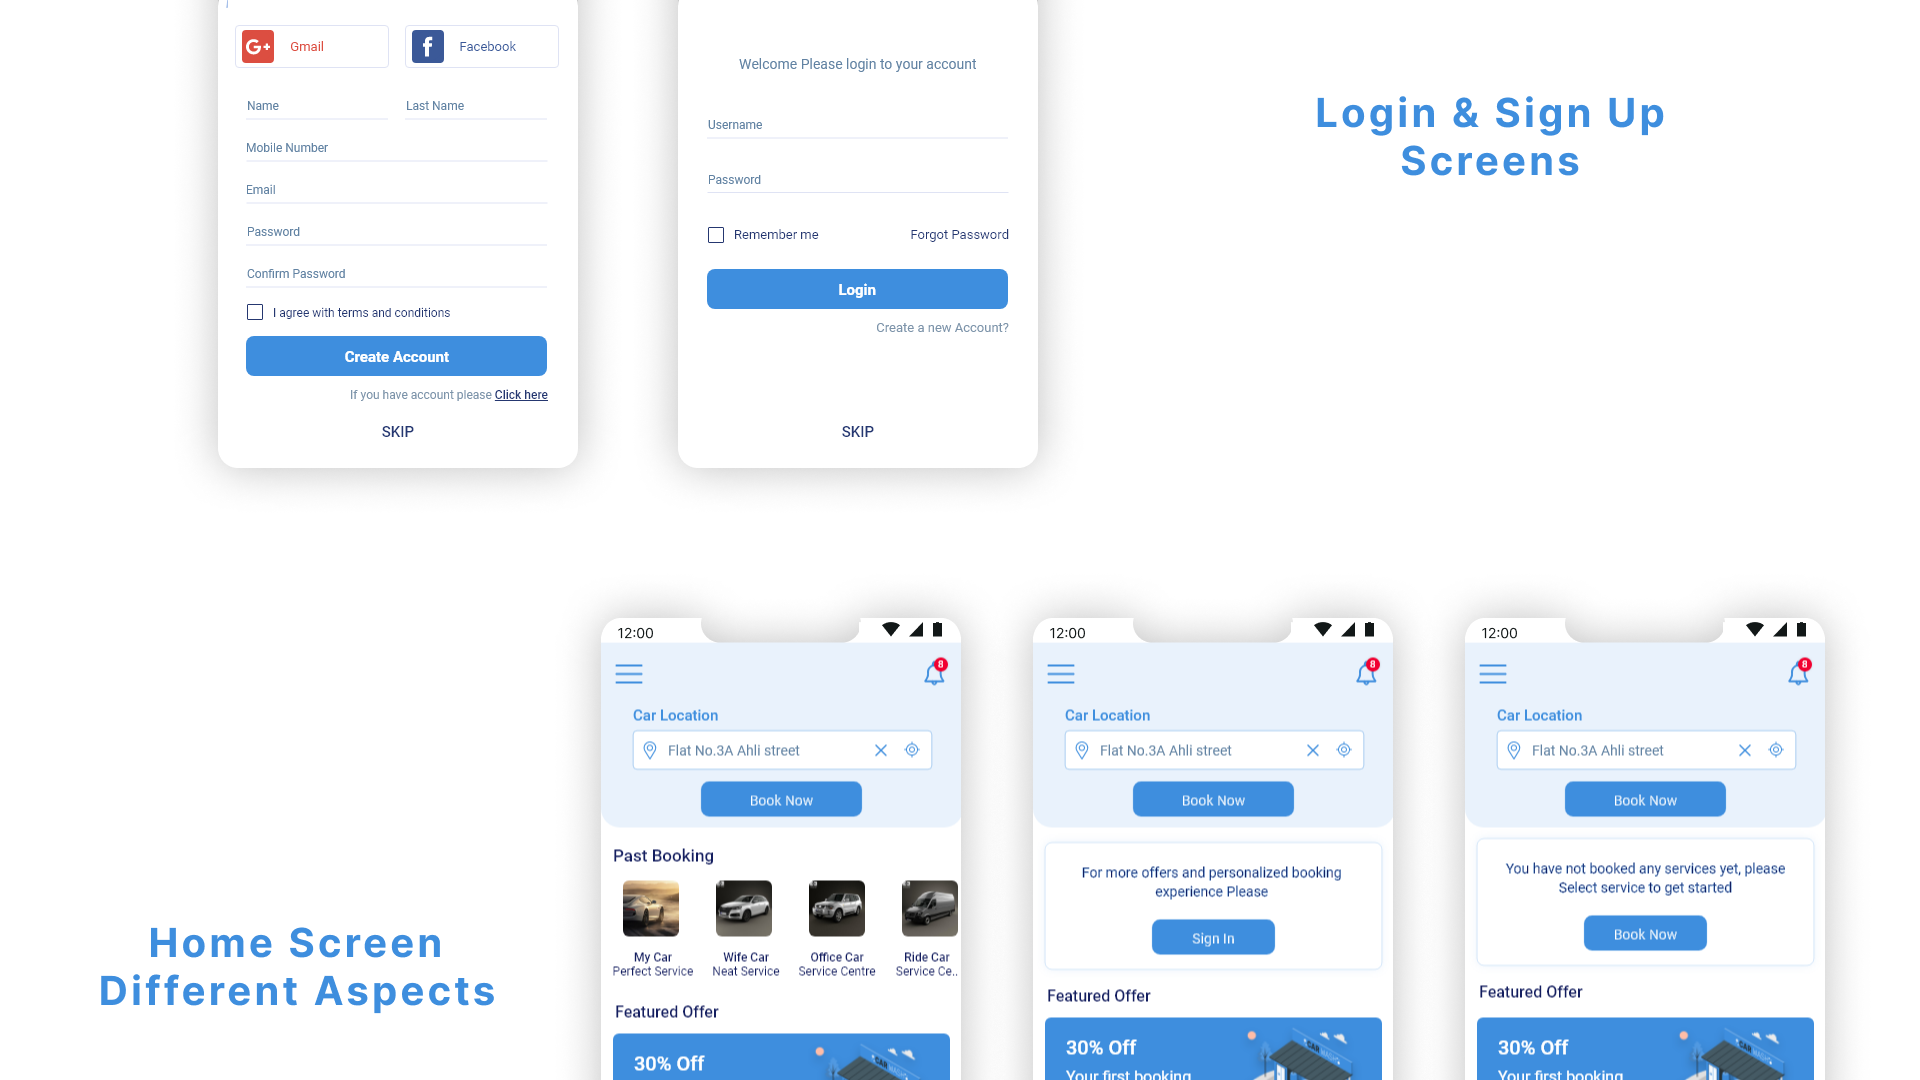 Gmail
Facebook
Name
Last Name
Mobile Number
Email
Password
Confirm Password
I agree with terms and conditions
Create Account
If you have account please Click here
SKIP
Welcome Please login to your account
Username
Password
Remember me
Forgot Password
Login
Create a new Account?
SKIP
Login & Sign Up
Screens
Home Screen
Different Aspects
12:00
8
Car Location
Flat No.3A Ahli street
Book Now
Past Booking
My Car
Perfect Service
Wife Car
Neat Service
Office Car
Service Centre
Ride Car
Service Ce..
Featured Offer
30% Off
12:00
8
Car Location
Flat No.3A Ahli street
Book Now
For more offers and personalized booking
experience Please
Sign In
Featured Offer
30% Off
Your first booking
CAR WASH
12:00
8
Car Location
Flat No.3A Ahli street
Book Now
You have not booked any services yet, please
Select service to get started
Book Now
Featured Offer
30% Off
Your first booking
CAR WASH